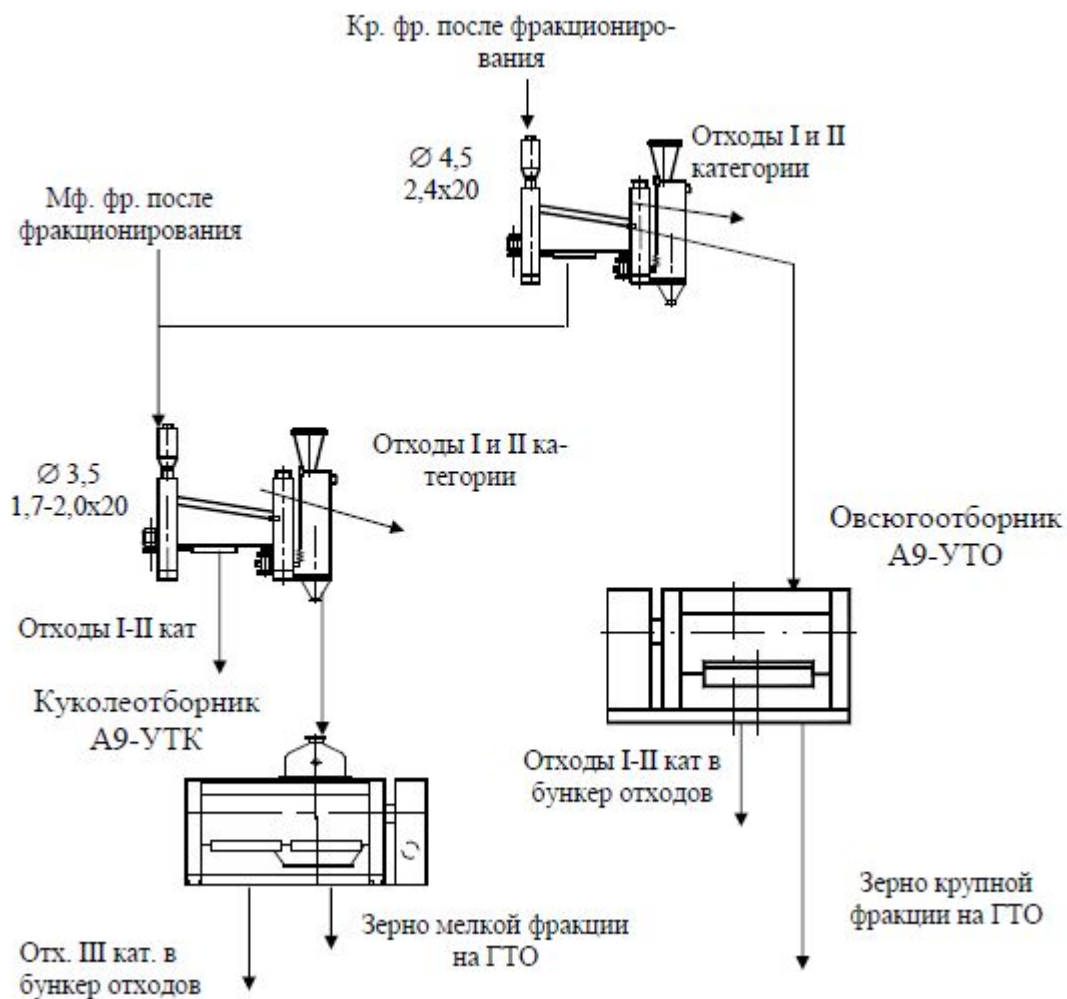 Кр. фр. после фракциониро-
вания
Отходы I и II
категории
∅ 4,5
2,4х20
Мф. фр. после
фракционирования
Отходы I и II ка-
тегории
∅ 3,5
1,7-2,0х20
Овсюгоотборник
А9-УТО
Отходы I-II кат
Куколеотборник
А9-УТК
Отходы I-II кат в
бункер отходов
Зерно крупной
фракции на ГТО
Зерно мелкой фракции
на ГТО
Отх. III кат. в
бункер отходов